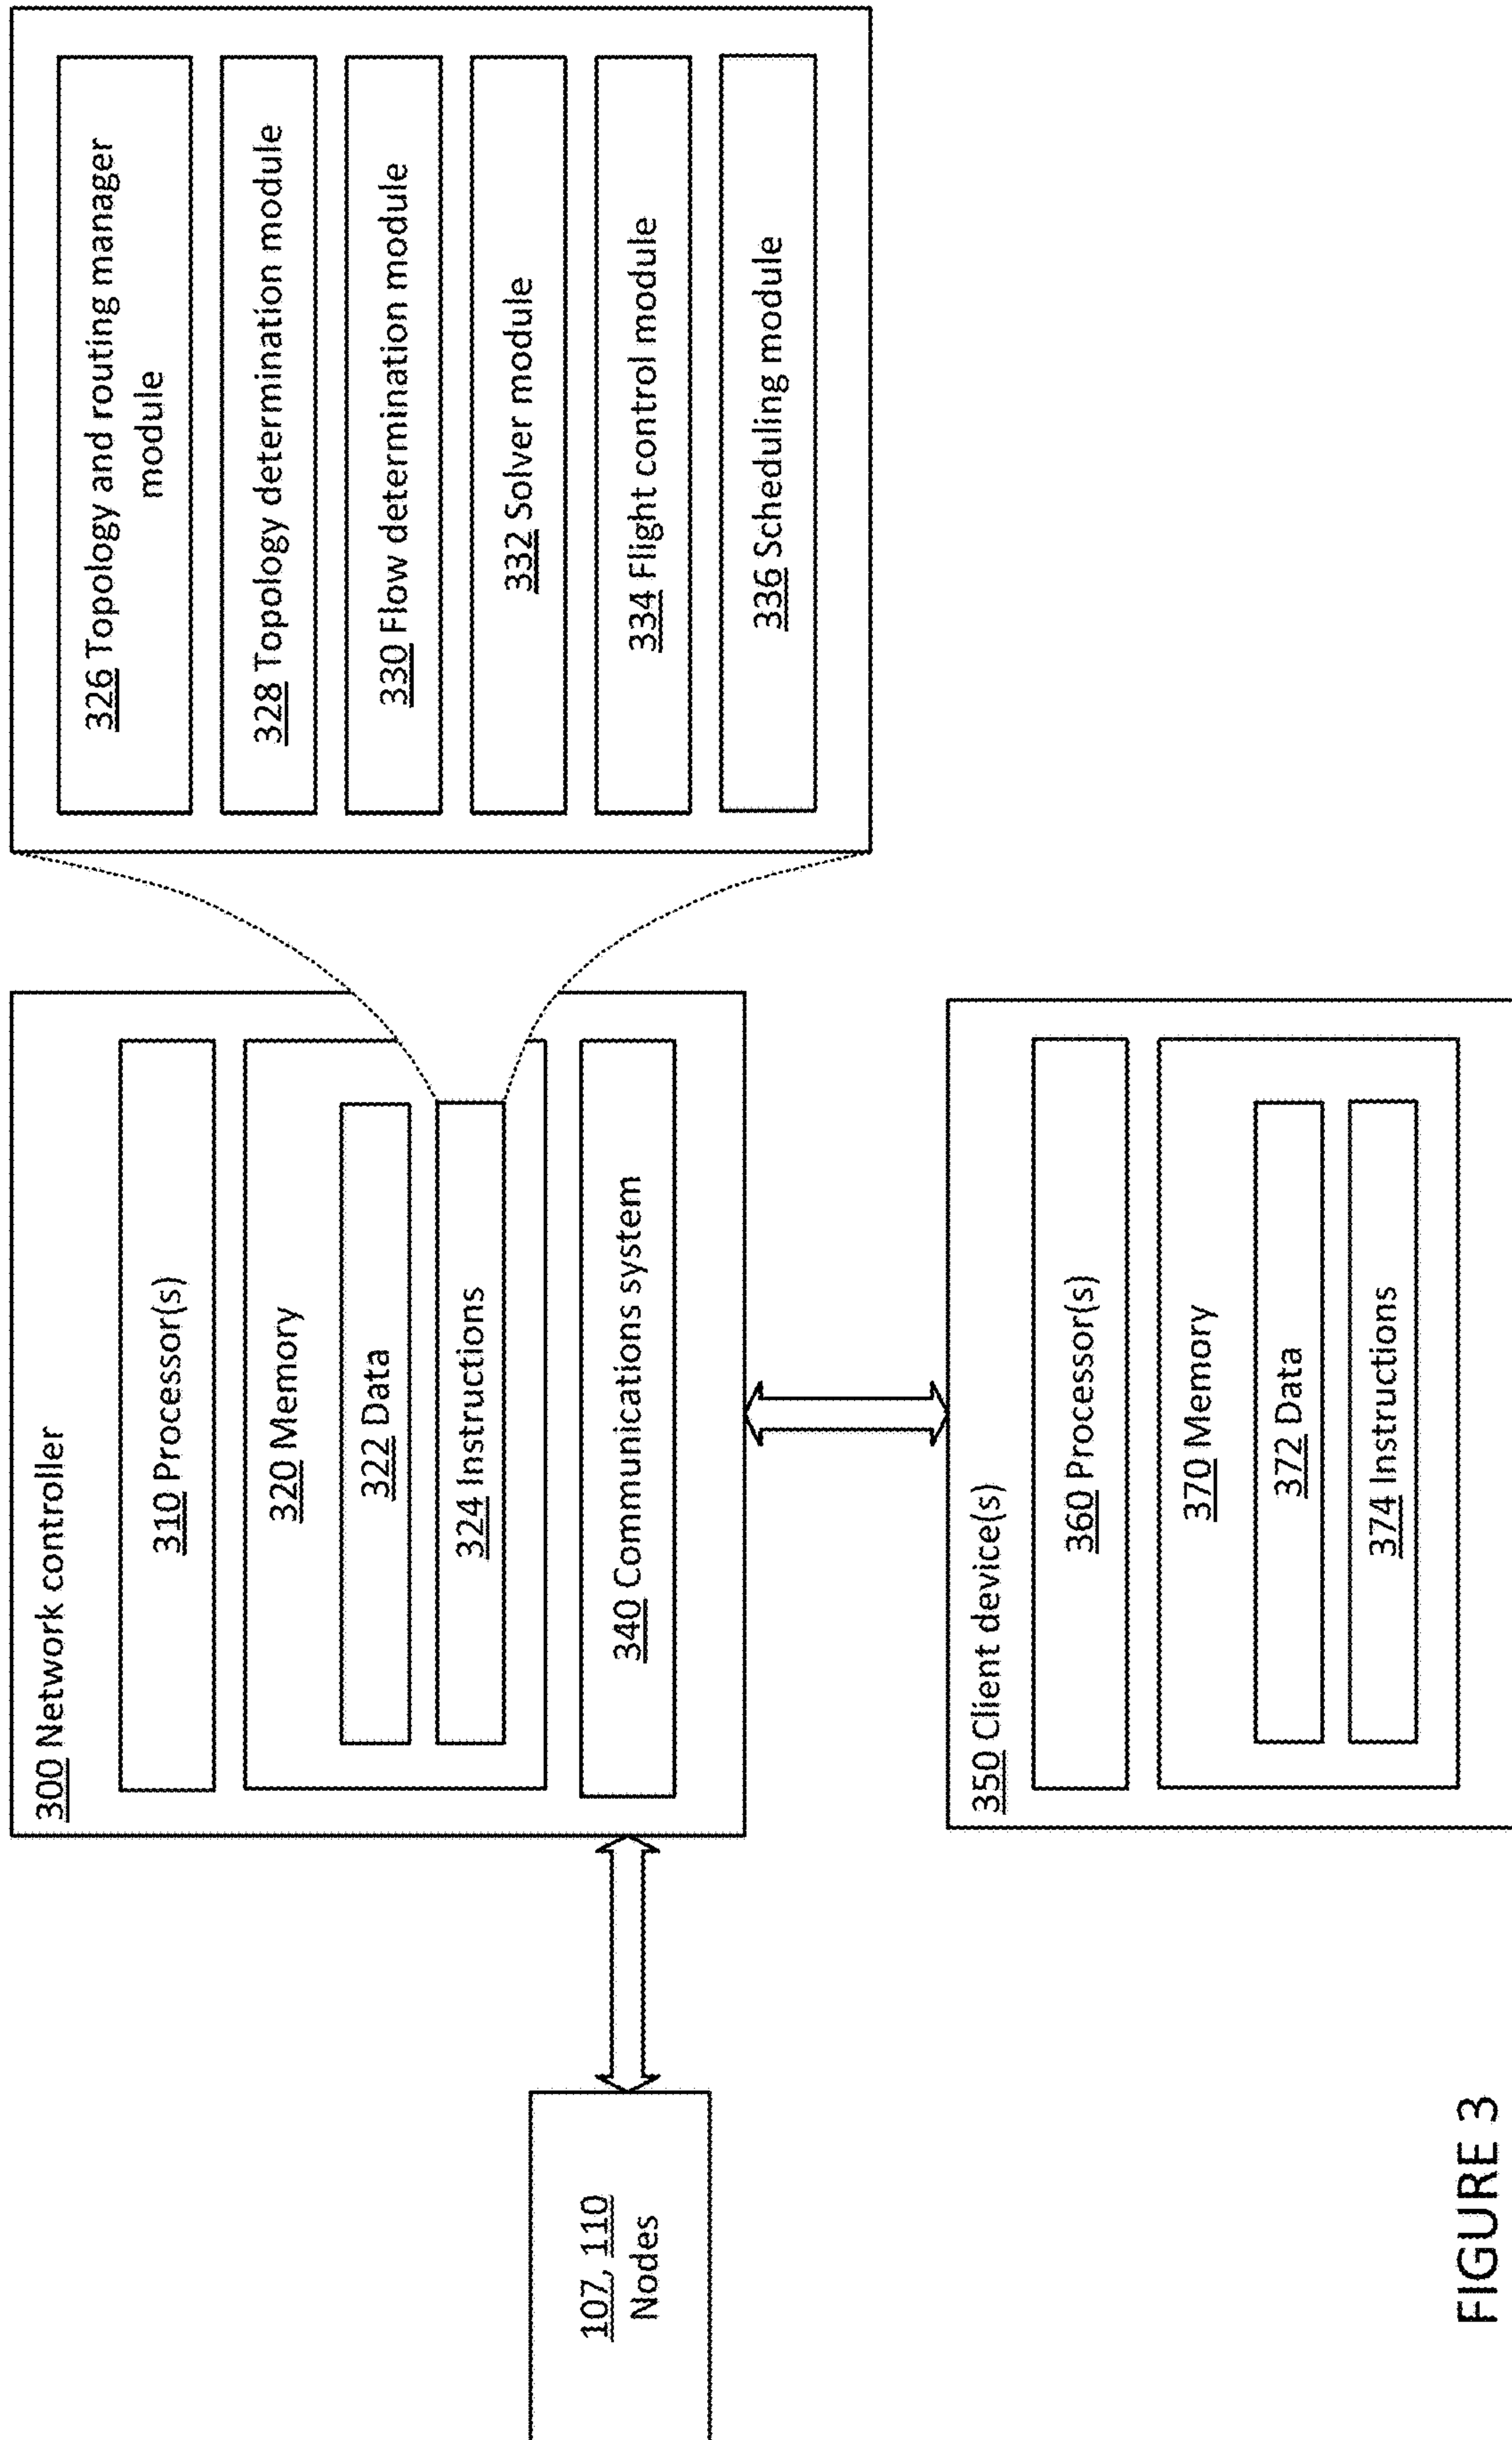 107, 110
Nodes
300 Network controller
310 Processor(s)
320 Memory
322 Data
324 Instructions
340 Communications system
326 Topology and routing manager
module
328 Topology determination module
330 Flow determination module
332 Solver module
334 Flight control module
336 Scheduling module
350 Client device(s)
360 Processor(s)
370 Memory
372 Data
374 Instructions
FIGURE 3